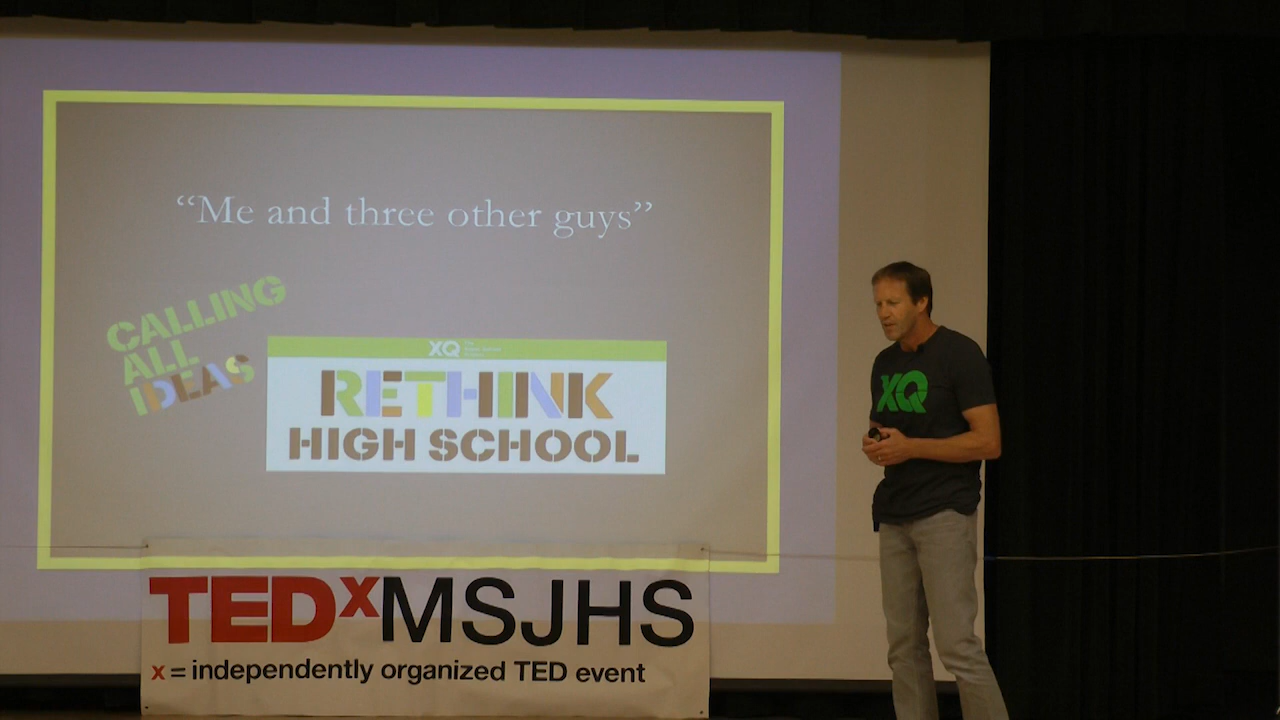 “Me and three other guys”
CALLING
ALL
IDEAS
XQ
RETHINK
HIGH SCHOOL
XQ
TEDxMSJHS
x = independently organized TED event